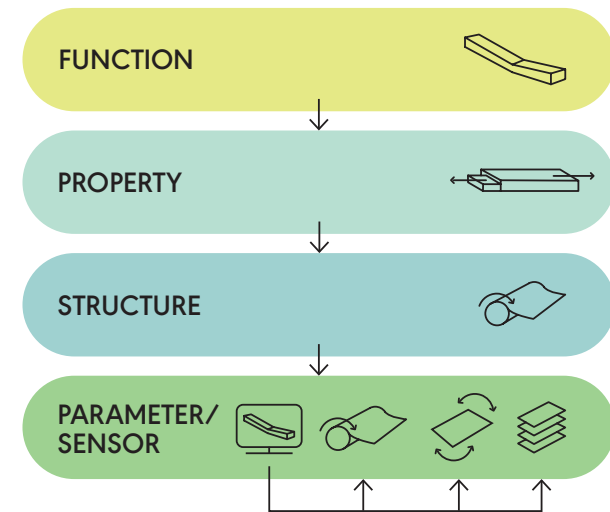 FUNCTION
PROPERTY
STRUCTURE
PARAMETER/
SENSOR